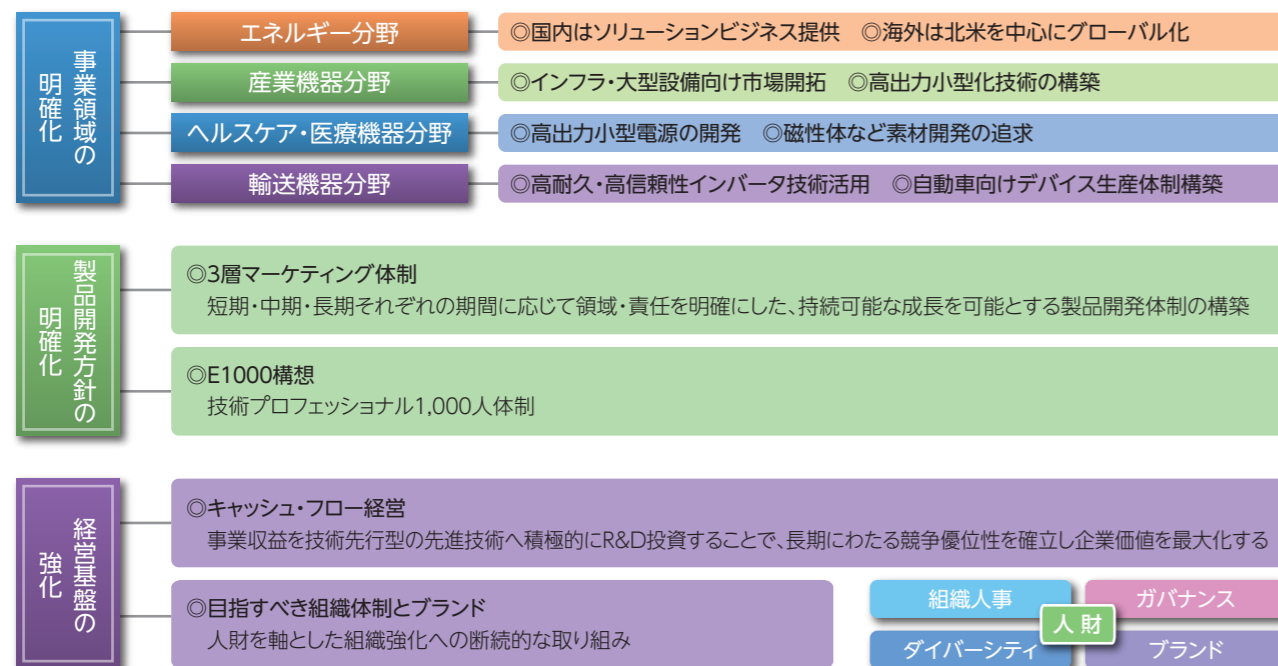 事業領域の
明確化
エネルギー分野
◎国内はソリューションビジネス提供　◎海外は北米を中心にグローバル化
産業機器分野
◎インフラ・大型設備向け市場開拓　◎高出力小型化技術の構築
ヘルスケア・医療機器分野
◎高出力小型電源の開発　◎磁性体など素材開発の追求
輸送機器分野
◎高耐久・高信頼性インバータ技術活用　◎自動車向けデバイス生産体制構築
製品開発方針の
明確化
◎3層マーケティング体制
短期・中期・長期それぞれの期間に応じて領域・責任を明確にした、持続可能な成長を可能とする製品開発体制の構築
◎E1000構想
技術プロフェッショナル1,000人体制
経営基盤の
強化
◎キャッシュ・フロー経営
事業収益を技術先行型の先進技術へ積極的にR&D投資することで、長期にわたる競争優位性を確立し企業価値を最大化する
◎目指すべき組織体制とブランド
人財を軸とした組織強化への断続的な取り組み
組織人事
ガバナンス
人財
ダイバーシティ
ブランド